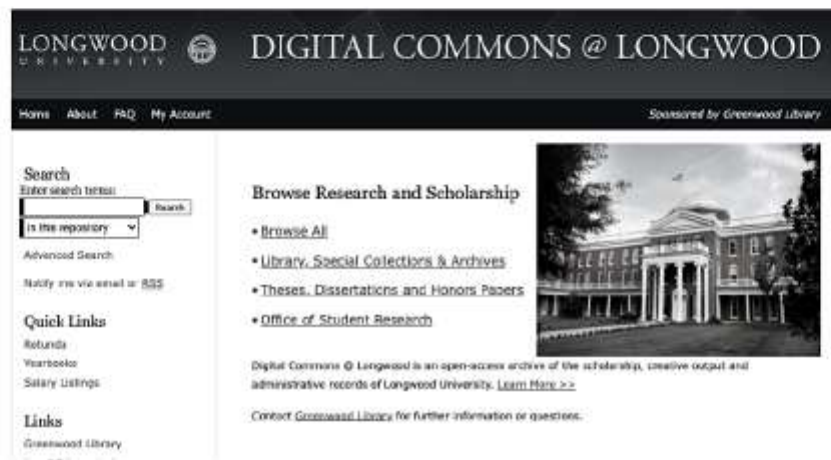 LONGWOOD
UNIVERSITY
DIGITAL COMMONS @ LONGWOOD
Home About FAQ My Account
Sponsored by Greenwood Library
Search
Enter search terms:
Search
in this repository
Advanced Search
Notify me via email or RSS
Quick Links
Rotunda
Yearbooks
Salary Listings
Links
Greenwood Library
Browse Research and Scholarship
• Browse All
• Library, Special Collections & Archives
• Theses, Dissertations and Honors Papers
• Office of Student Research
Digital Commons @ Longwood is an open-access archive of the scholarship, creative output and
administrative records of Longwood University. Learn More >>
Contact Greenwood Library for further information or questions.